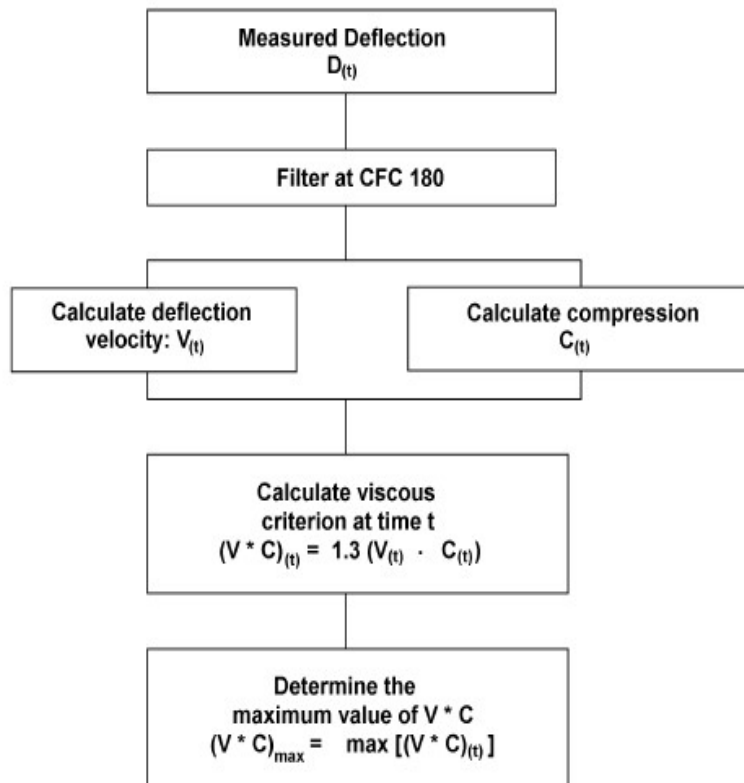 Measured Deflection
D(t)
Filter at CFC 180
Calculate deflection
velocity: V(t)
Calculate compression
C(t)
Calculate viscous
criterion at time t
(V * C)(t) = 1.3 (V(t) · C(t))
Determine the
maximum value of V * C
(V * C)max = max [(V * C)(t) ]